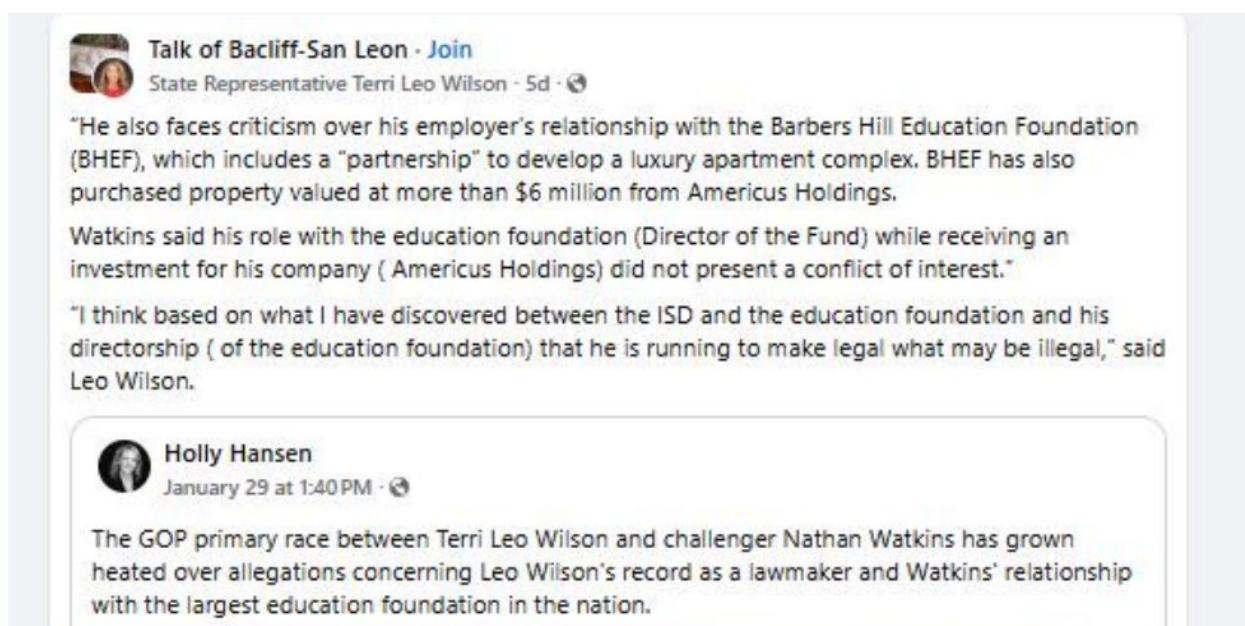 Talk of Bacliff-San Leon · Join
State Representative Terri Leo Wilson · 5d ·
"He also faces criticism over his employer's relationship with the Barbers Hill Education Foundation
(BHEF), which includes a "partnership" to develop a luxury apartment complex. BHEF has also
purchased property valued at more than $6 million from Americus Holdings.
Watkins said his role with the education foundation (Director of the Fund) while receiving an
investment for his company ( Americus Holdings) did not present a conflict of interest."
"I think based on what I have discovered between the ISD and the education foundation and his
directorship ( of the education foundation) that he is running to make legal what may be illegal," said
Leo Wilson.
Holly Hansen
January 29 at 1:40 PM ·
The GOP primary race between Terri Leo Wilson and challenger Nathan Watkins has grown
heated over allegations concerning Leo Wilson's record as a lawmaker and Watkins' relationship
with the largest education foundation in the nation.